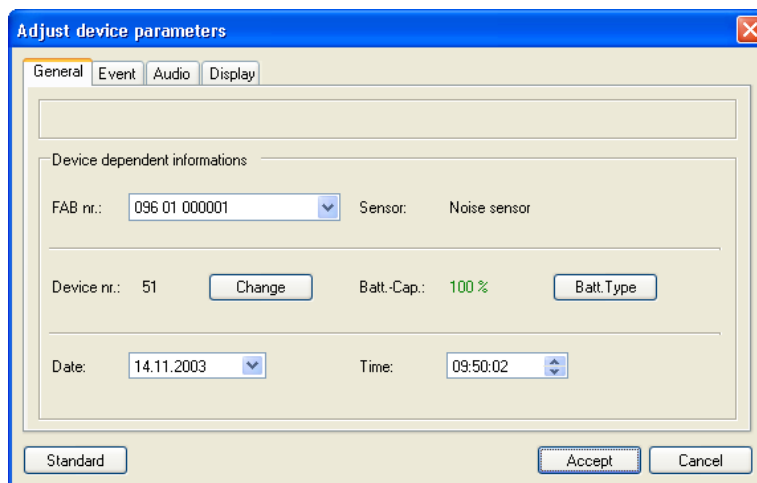 Adjust device parameters
General Event Audio Display
Device dependent informations
FAB nr.: 096 01 000001 Sensor: Noise sensor
Device nr.: 51 Change Batt.-Cap.: 100 % Batt.Type
Date: 14.11.2003 Time: 09:50:02
Standard Accept Cancel